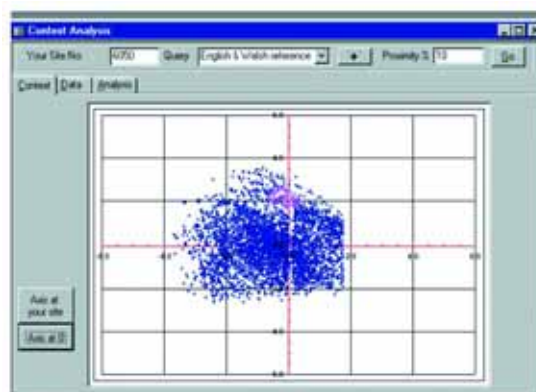 Context Analysis
Your Site No. 6050 Query English & Welsh reference Proximity % 10 Go
Context Data Analysis
Axis at
your site
Axis at 0